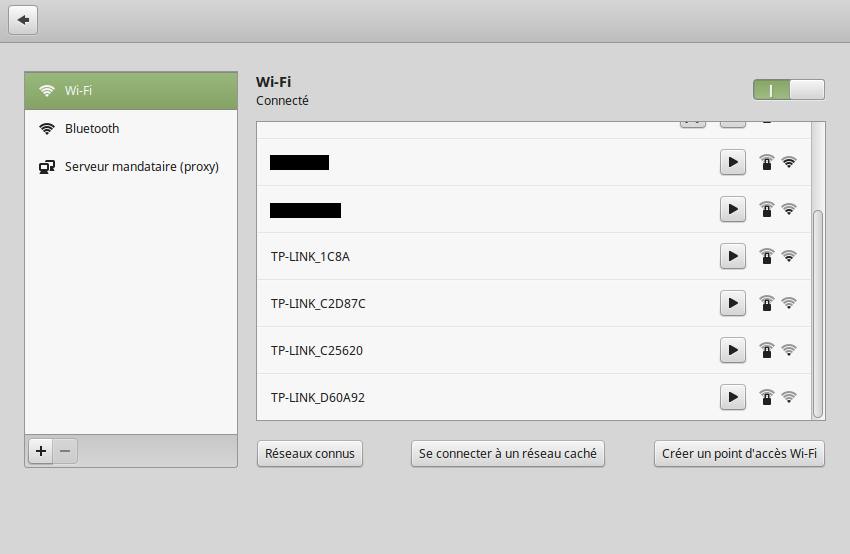 Wi-Fi
Bluetooth
Serveur mandataire (proxy)
Wi-Fi
Connecté
TP-LINK_1C8A
TP-LINK_C2D87C
TP-LINK_C25620
TP-LINK_D60A92
Réseaux connus
Se connecter à un réseau caché
Créer un point d'accès Wi-Fi